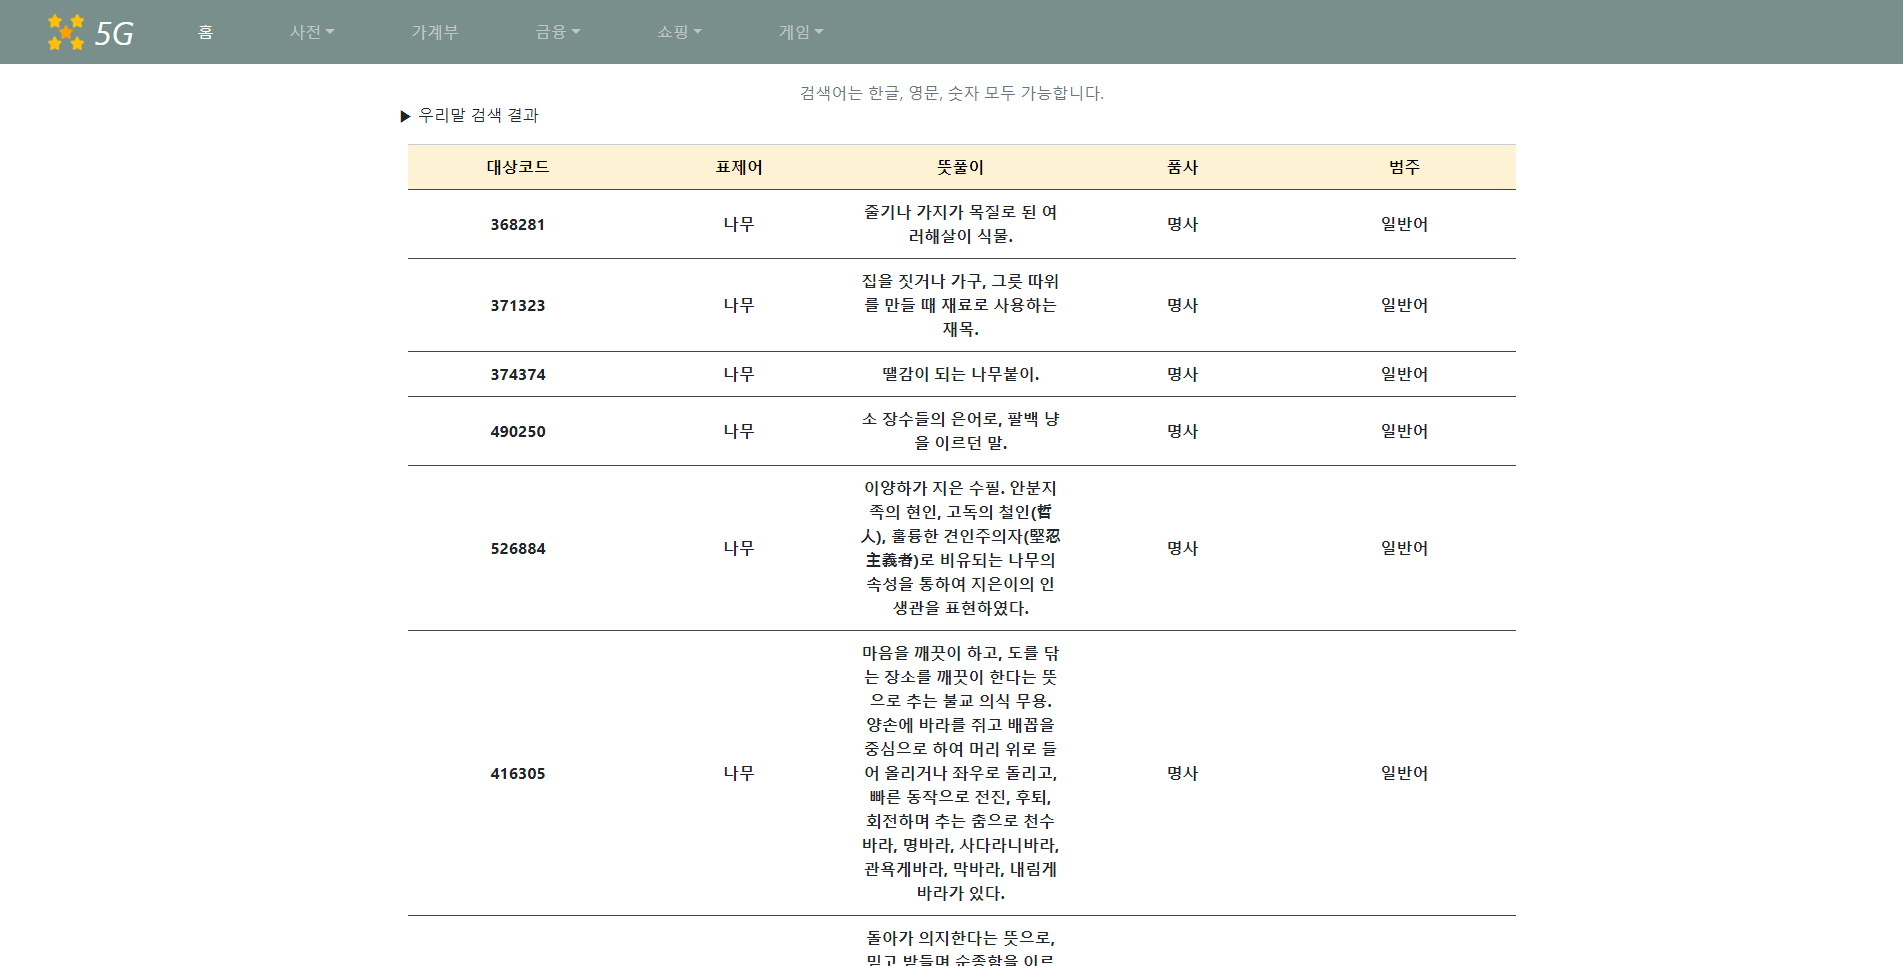 5G 홈 사전 가계부 금융 쇼핑 게임
검색어는 한글, 영문, 숫자 모두 가능합니다.
▶ 우리말 검색 결과
대상코드 표제어 뜻풀이 품사 범주
368281 나무 줄기나 가지가 목질로 된 여
러해살이 식물. 명사 일반어
371323 나무 집을 짓거나 가구, 그릇 따위
를 만들 때 재료로 사용하는
재목. 명사 일반어
374374 나무 땔감이 되는 나무붙이. 명사 일반어
490250 나무 소 장수들의 은어로, 팔백 냥
을 이르던 말. 명사 일반어
526884 나무 이양하가 지은 수필. 안분지
족의 현인, 고독의 철인(哲
人), 훌륭한 견인주의자(堅忍
主義者)로 비유되는 나무의
속성을 통하여 지은이의 인
생관을 표현하였다. 명사 일반어
416305 나무 마음을 깨끗이 하고, 도를 닦
는 장소를 깨끗이 한다는 뜻
으로 추는 불교 의식 무용.
양손에 바라를 쥐고 배꼽을
중심으로 하여 머리 위로 들
어 올리거나 좌우로 돌리고,
빠른 동작으로 전진, 후퇴,
회전하며 추는 춤으로 천수
바라, 명바라, 사다라니바라,
관욕게바라, 막바라, 내림게
바라가 있다. 명사 일반어
돌아가 의지한다는 뜻으로,
믿고 받들며 순종함을 이르